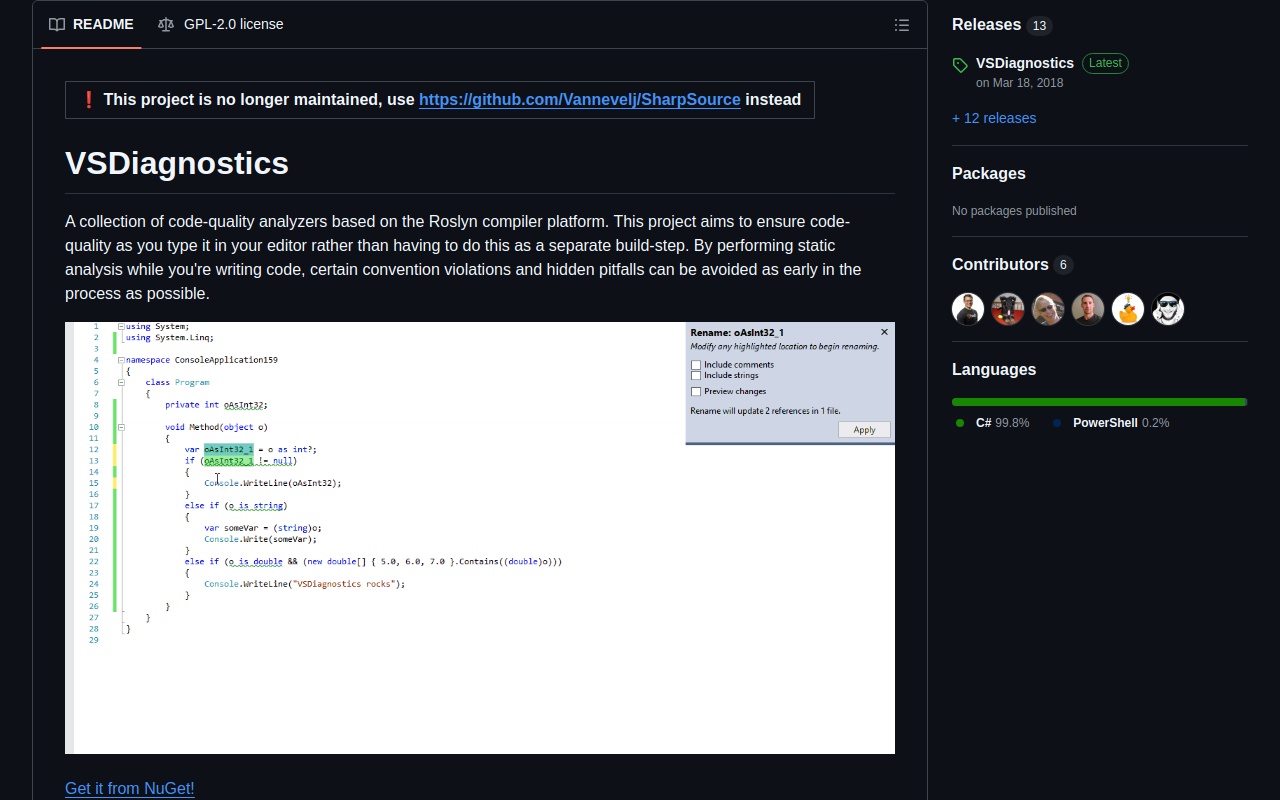 README
GPL-2.0 license
❗ This project is no longer maintained, use https://github.com/Vannevelj/SharpSource instead
VSDiagnostics
A collection of code-quality analyzers based on the Roslyn compiler platform. This project aims to ensure code-
quality as you type it in your editor rather than having to do this as a separate build-step. By performing static
analysis while you're writing code, certain convention violations and hidden pitfalls can be avoided as early in the
process as possible.
1 using System;
2 using System.Linq;
3
4 namespace ConsoleApplication159
5 {
6 class Program
7 {
8 private int oAsInt32;
9
10 void Method(object o)
11 {
12 var oAsInt32_1 = o as int?;
13 if (oAsInt32_1 != null)
14 {
15 Console.WriteLine(oAsInt32);
16 }
17 else if (o is string)
18 {
19 var someVar = (string)o;
20 Console.Write(someVar);
21 }
22 else if (o is double && (new double[] { 5.0, 6.0, 7.0 }.Contains((double)o)))
23 {
24 Console.WriteLine("VSDiagnostics rocks");
25 }
26 }
27 }
28 }
29
Rename: oAsInt32_1
Modify any highlighted location to begin renaming.
Include comments
Include strings
Preview changes
Rename will update 2 references in 1 file.
Apply
Get it from NuGet!
Releases 13
VSDiagnostics Latest
on Mar 18, 2018
+ 12 releases
Packages
No packages published
Contributors 6
Languages
C# 99.8%
PowerShell 0.2%